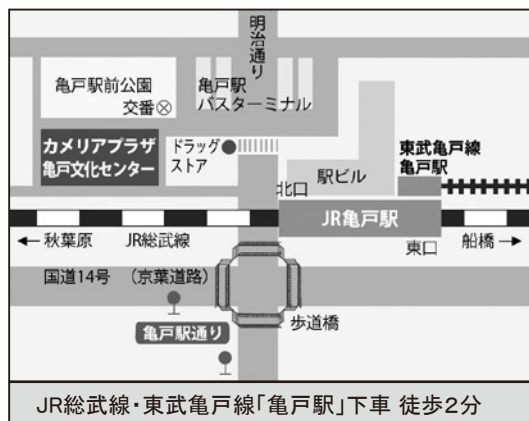 明治通り
亀戸駅前公園
交番
亀戸駅
バスターミナル
カメリアプラザ
亀戸文化センター
ドラッグ
ストア
東武亀戸線
亀戸駅
駅ビル
北口
JR亀戸駅
← 秋葉原
JR総武線
東口
船橋 →
国道14号 (京葉道路)
亀戸駅通り
歩道橋
JR総武線・東武亀戸線「亀戸駅」下車 徒歩2分